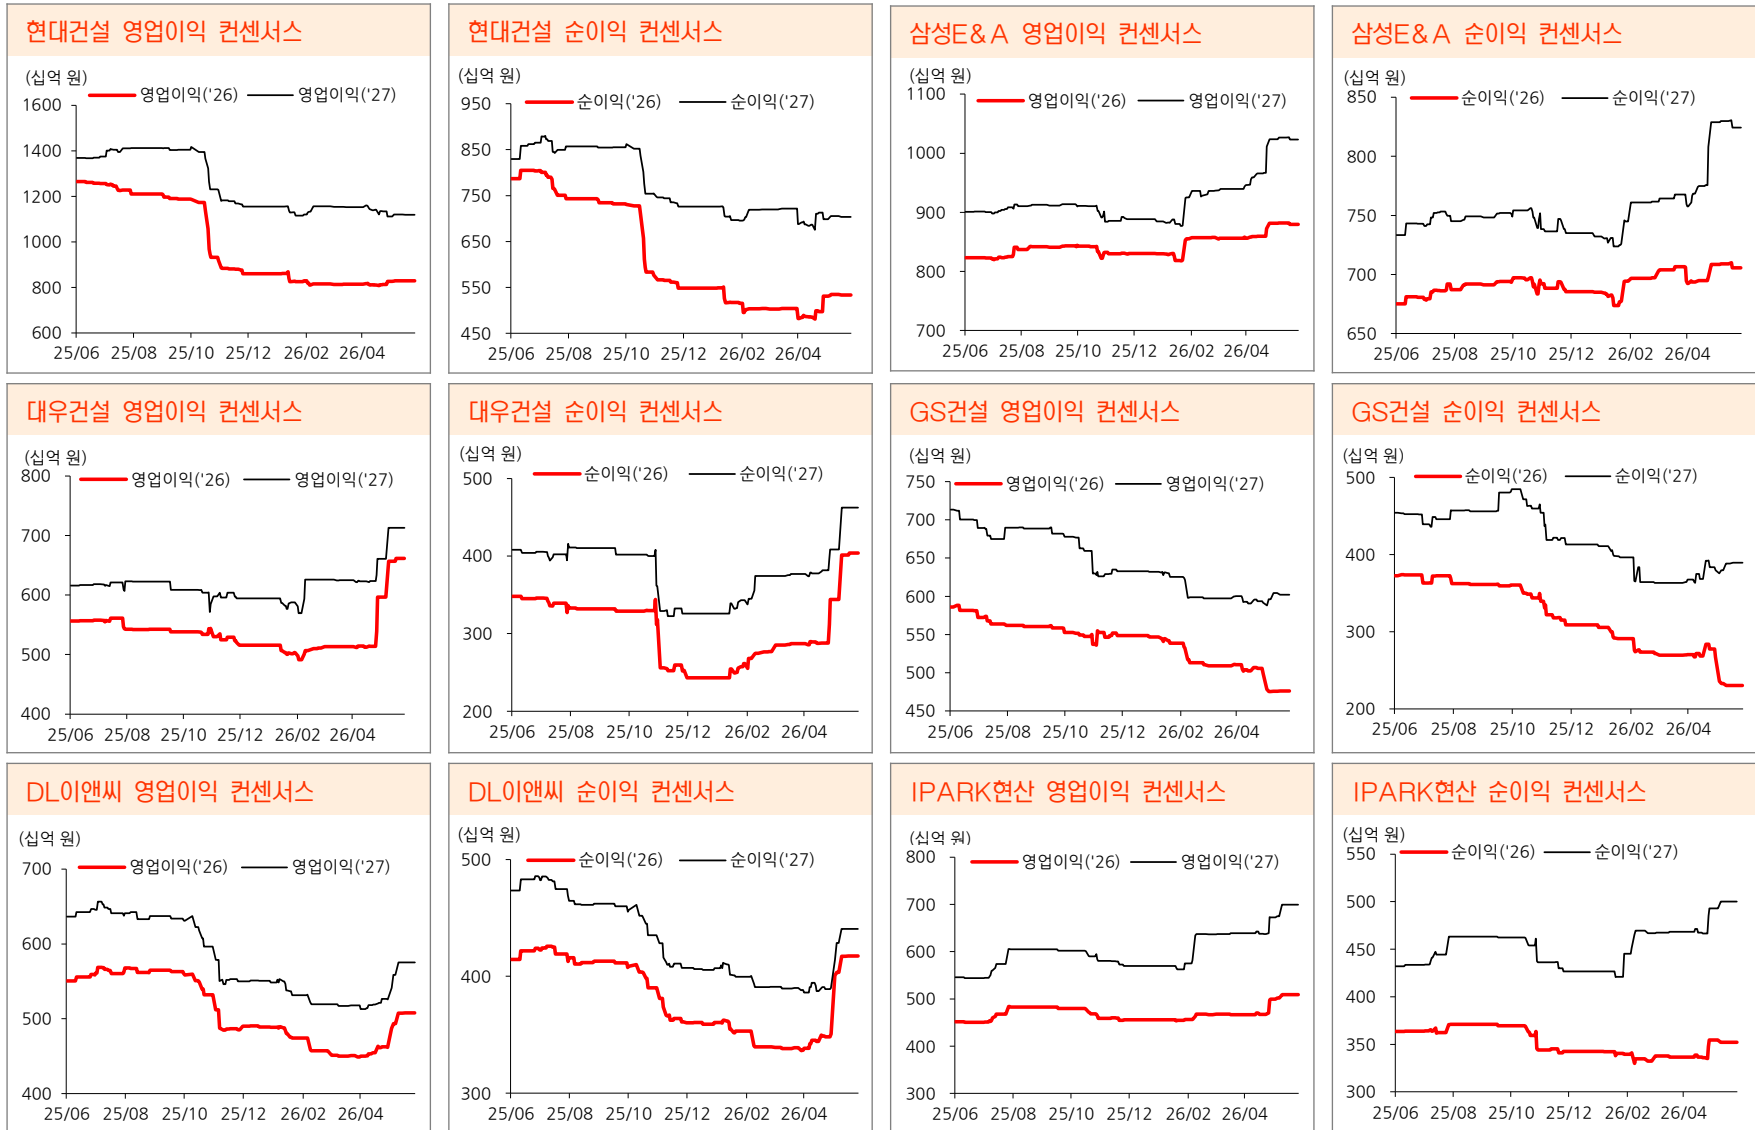 현대건설 영업이익 컨센서스
(십억 원)
영업이익('26) 영업이익('27)
1600
1400
1200
1000
800
600
25/06 25/08 25/10 25/12 26/02 26/04
현대건설 순이익 컨센서스
(십억 원)
순이익('26) 순이익('27)
950
850
750
650
550
450
25/06 25/08 25/10 25/12 26/02 26/04
삼성E&A 영업이익 컨센서스
(십억 원)
영업이익('26) 영업이익('27)
1100
1000
900
800
700
25/06 25/08 25/10 25/12 26/02 26/04
삼성E&A 순이익 컨센서스
(십억 원)
순이익('26) 순이익('27)
850
800
750
700
650
25/06 25/08 25/10 25/12 26/02 26/04
대우건설 영업이익 컨센서스
(십억 원)
영업이익('26) 영업이익('27)
800
700
600
500
400
25/06 25/08 25/10 25/12 26/02 26/04
대우건설 순이익 컨센서스
(십억 원)
순이익('26) 순이익('27)
500
400
300
200
25/06 25/08 25/10 25/12 26/02 26/04
GS건설 영업이익 컨센서스
(십억 원)
영업이익('26) 영업이익('27)
750
700
650
600
550
500
450
25/06 25/08 25/10 25/12 26/02 26/04
GS건설 순이익 컨센서스
(십억 원)
순이익('26) 순이익('27)
500
400
300
200
25/06 25/08 25/10 25/12 26/02 26/04
DL이앤씨 영업이익 컨센서스
(십억 원)
영업이익('26) 영업이익('27)
700
600
500
400
25/06 25/08 25/10 25/12 26/02 26/04
DL이앤씨 순이익 컨센서스
(십억 원)
순이익('26) 순이익('27)
500
400
300
25/06 25/08 25/10 25/12 26/02 26/04
IPARK현산 영업이익 컨센서스
(십억 원)
영업이익('26) 영업이익('27)
800
700
600
500
400
300
25/06 25/08 25/10 25/12 26/02 26/04
IPARK현산 순이익 컨센서스
(십억 원)
순이익('26) 순이익('27)
550
500
450
400
350
300
25/06 25/08 25/10 25/12 26/02 26/04